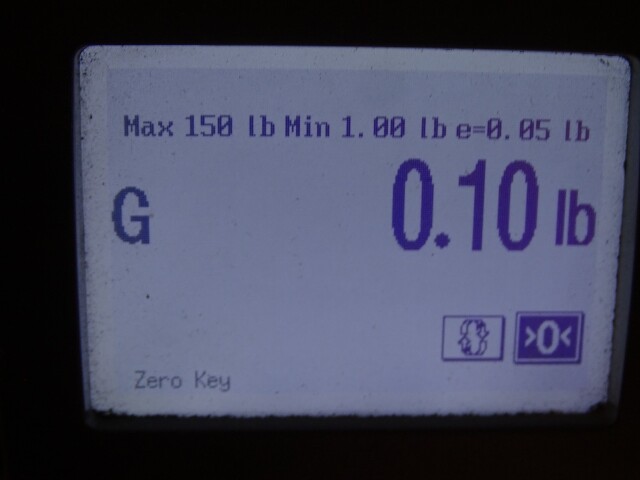 Max 150 lb Min 1.00 lb e=0.05 lb
G 0.10 lb
>0<
Zero Key